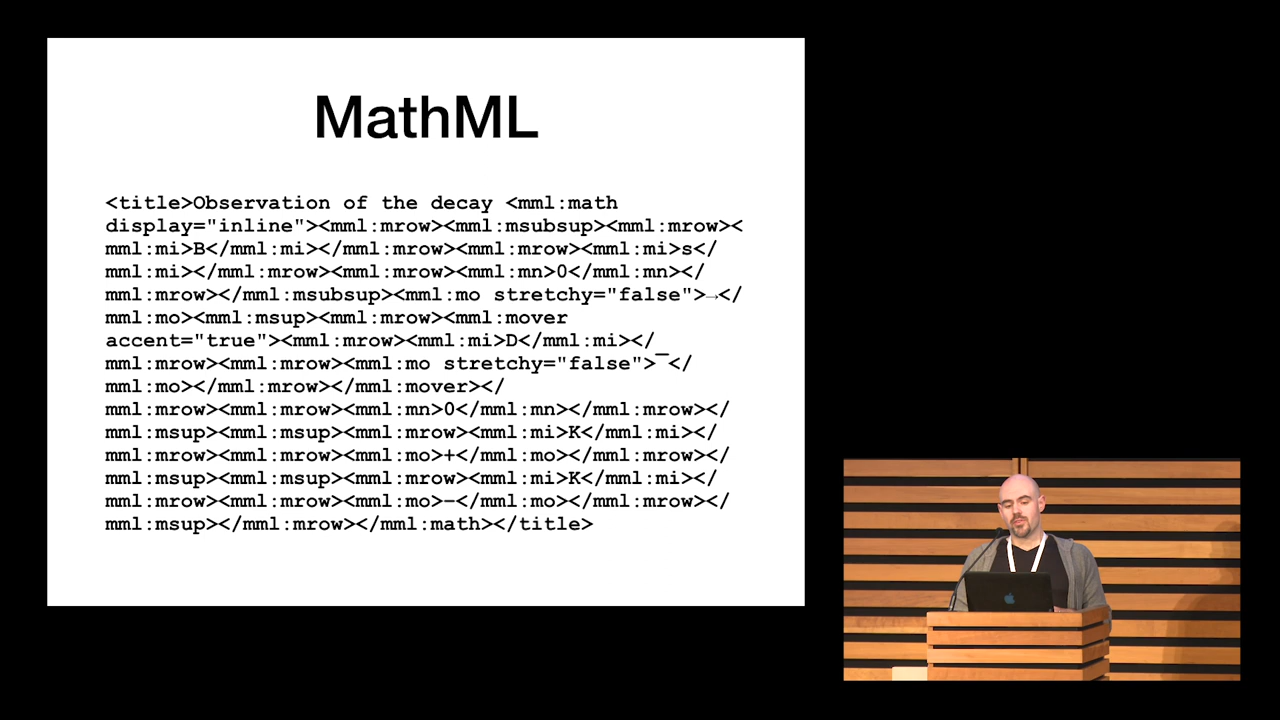 MathML
<title>Observation of the decay <mml:math
display="inline"><mml:mrow><mml:msubsup><mml:mrow><
mml:mi>B</mml:mi></mml:mrow><mml:mrow><mml:mi>s</
mml:mi></mml:mrow><mml:mrow><mml:mn>0</mml:mn></
mml:mrow></mml:msubsup><mml:mo stretchy="false">→</
mml:mo><mml:msup><mml:mrow><mml:mover
accent="true"><mml:mrow><mml:mi>D</mml:mi></
mml:mrow><mml:mrow><mml:mo stretchy="false">¯</
mml:mo></mml:mrow></mml:mover></
mml:mrow><mml:mrow><mml:mn>0</mml:mn></mml:mrow></
mml:msup><mml:msup><mml:mrow><mml:mi>K</mml:mi></
mml:mrow><mml:mrow><mml:mo>+</mml:mo></mml:mrow></
mml:msup><mml:msup><mml:mrow><mml:mi>K</mml:mi></
mml:mrow><mml:mrow><mml:mo>−</mml:mo></mml:mrow></
mml:msup></mml:mrow></mml:math></title>